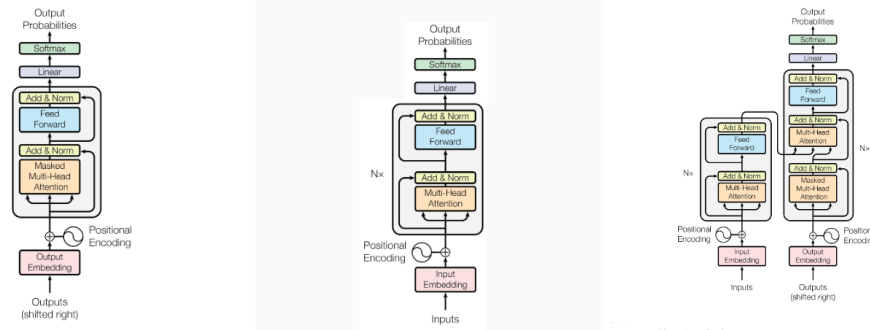 Output
Probabilities
Softmax
Linear
Add & Norm
Feed
Forward
Add & Norm
Masked
Multi-Head
Attention
Positional
Encoding
Output
Embedding
Outputs
(shifted right)
Output
Probabilities
Softmax
Linear
Add & Norm
Feed
Forward
Nx
Add & Norm
Multi-Head
Attention
Positional
Encoding
Input
Embedding
Inputs
Output
Probabilities
Softmax
Linear
Add & Norm
Feed
Forward
Add & Norm
Multi-Head
Attention
Nx
Add & Norm
Masked
Multi-Head
Attention
Add & Norm
Feed
Forward
Nx
Add & Norm
Multi-Head
Attention
Positional
Encoding
Input
Embedding
Inputs
Output
Embedding
Outputs
(shifted right)